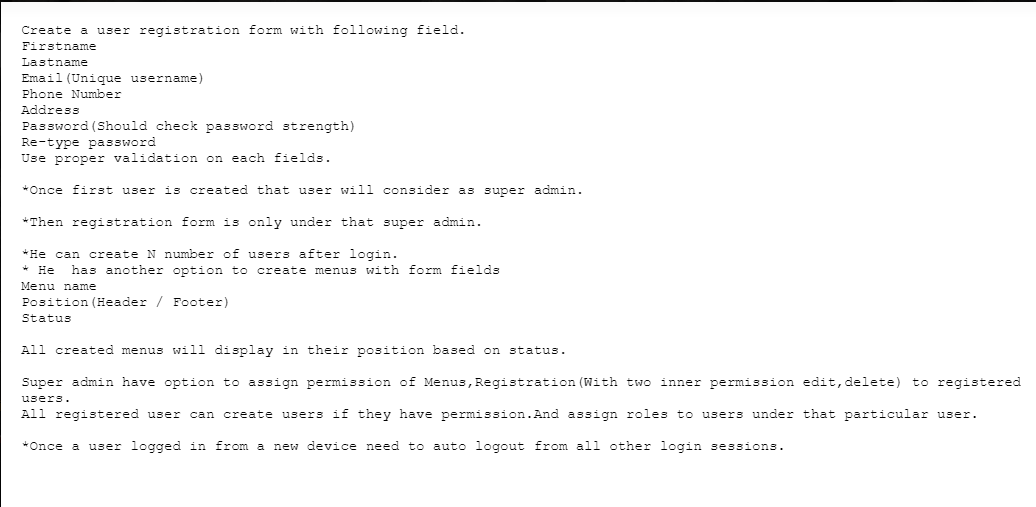 Create a user registration form with following field.
Firstname
Lastname
Email(Unique username)
Phone Number
Address
Password(Should check password strength)
Re-type password
Use proper validation on each fields.
*Once first user is created that user will consider as super admin.
*Then registration form is only under that super admin.
*He can create N number of users after login.
* He  has another option to create menus with form fields
Menu name
Position(Header / Footer)
Status
All created menus will display in their position based on status.
Super admin have option to assign permission of Menus,Registration(With two inner permission edit,delete) to registered
users.
All registered user can create users if they have permission.And assign roles to users under that particular user.
*Once a user logged in from a new device need to auto logout from all other login sessions.